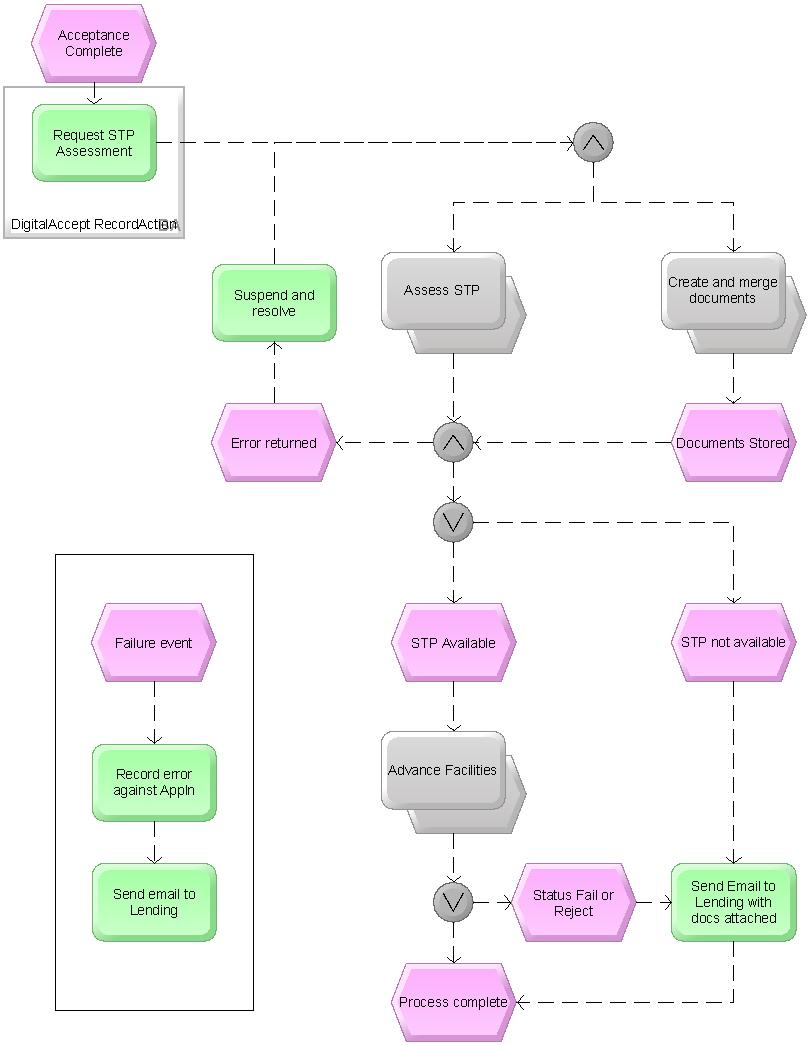 Acceptance
Complete
Request STP
Assessment
DigitalAccept RecordAction
Suspend and
resolve
Assess STP
Create and merge
documents
Error returned
Documents Stored
Failure event
STP Available
STP not available
Record error
against Appln
Advance Facilities
Send email to
Lending
Status Fail or
Reject
Send Email to
Lending with
docs attached
Process complete